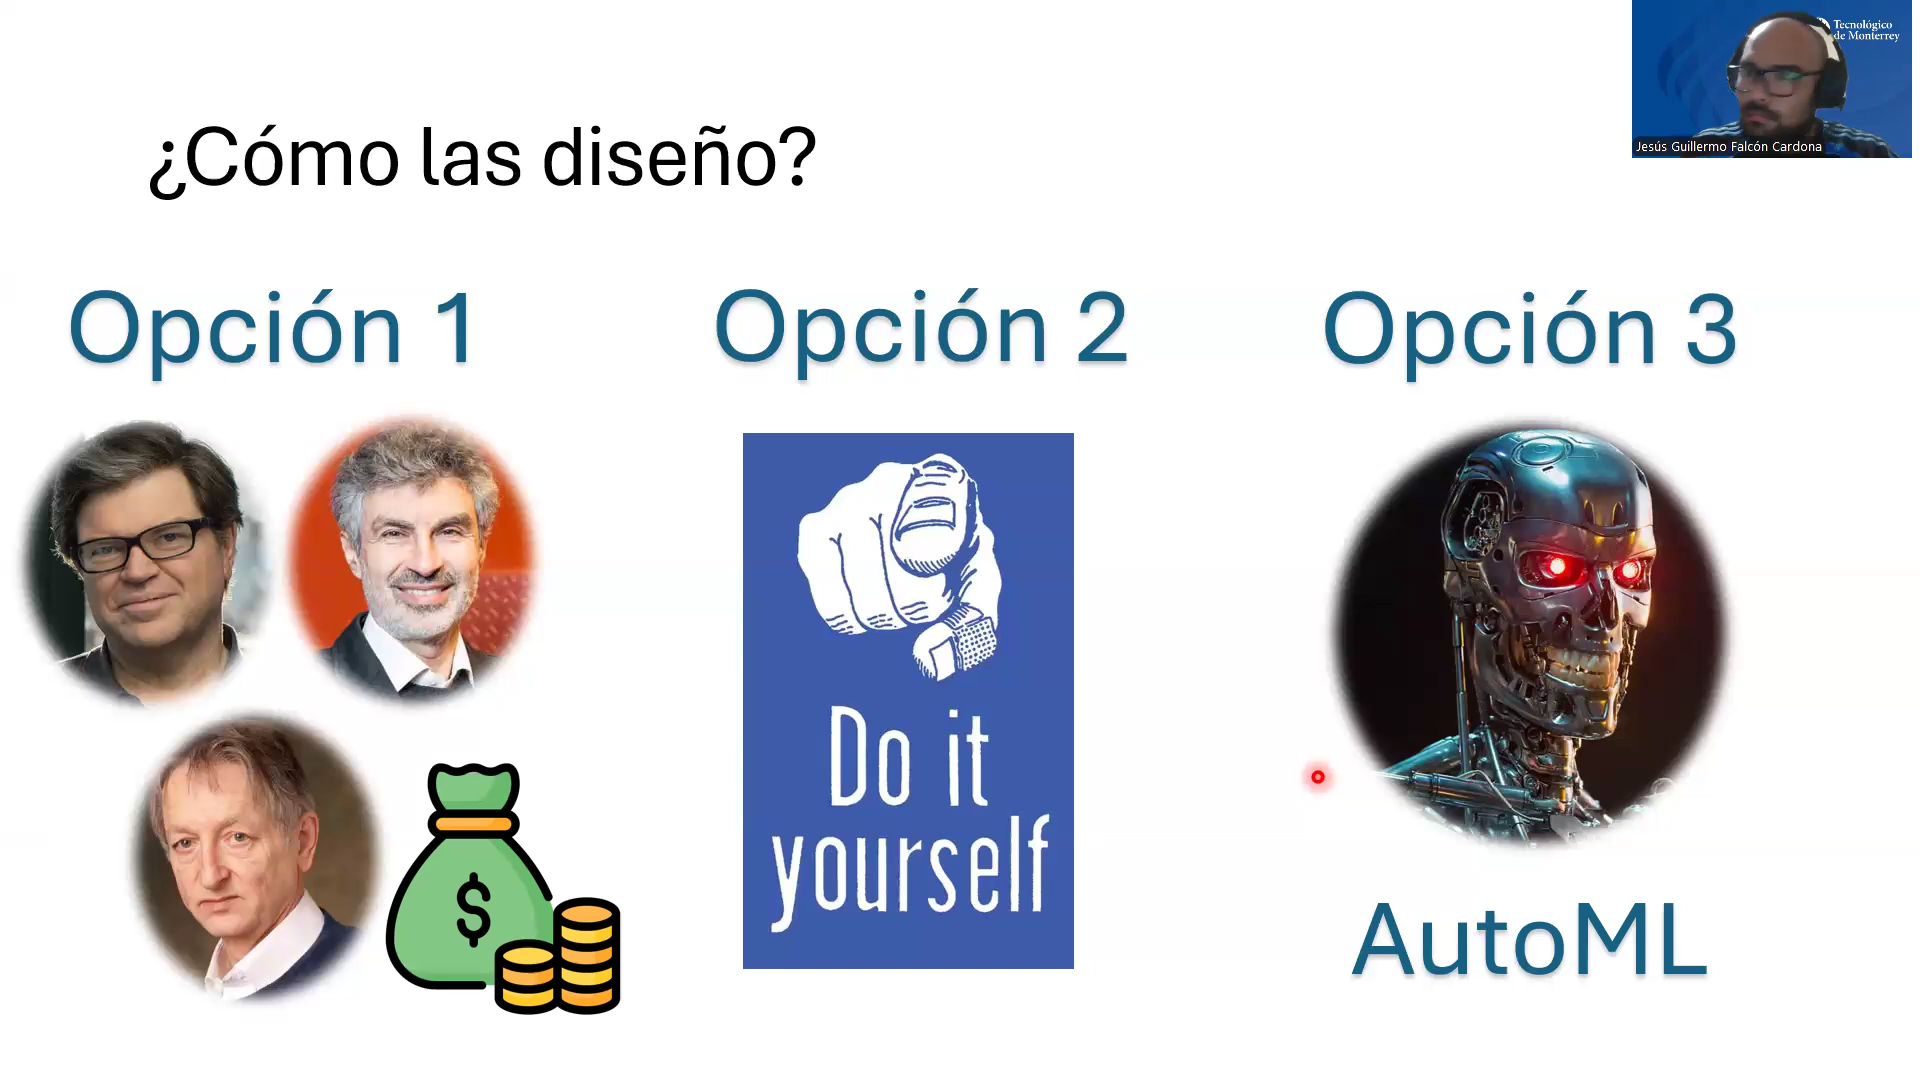 Tecnológico
de Monterrey
Jesús Guillermo Falcón Cardona
¿Cómo las diseño?
Opción 1
Opción 2
Opción 3
$
Do it
yourself
AutoML